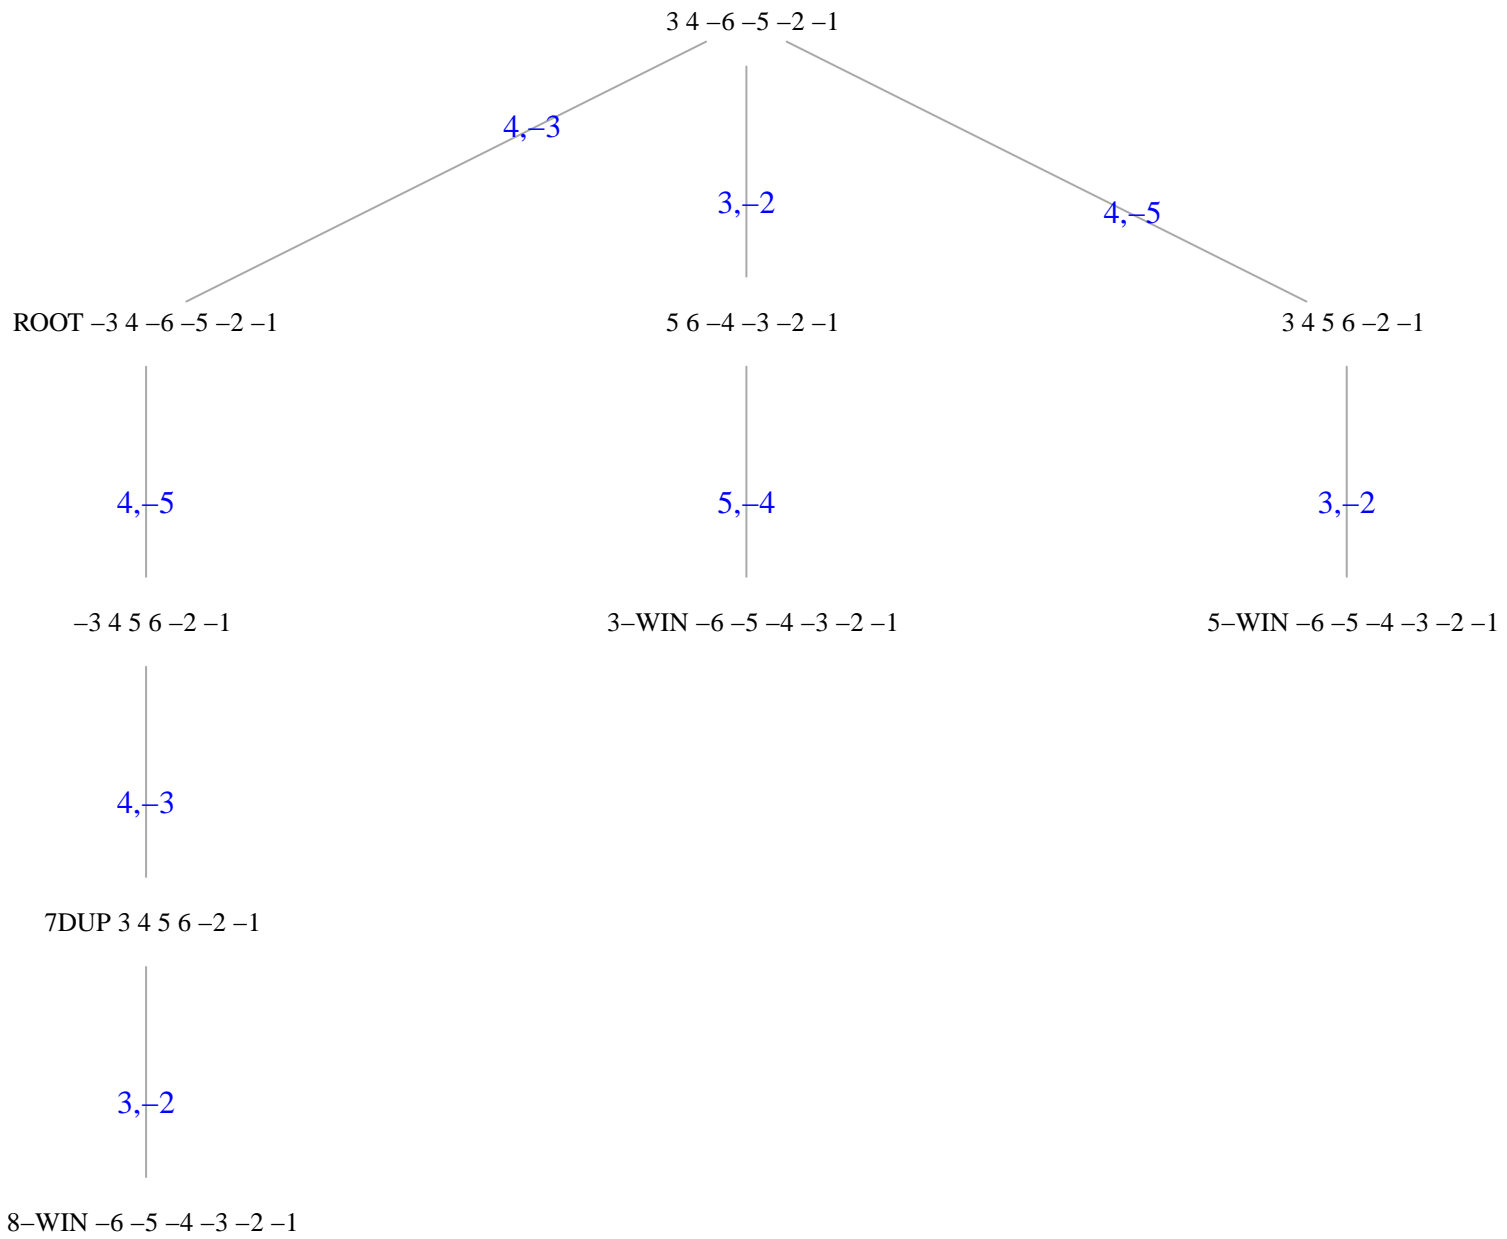 3 4 –6 –5 –2 –1
4,–3
3,–2
4,–5
ROOT –3 4 –6 –5 –2 –1
5 6 –4 –3 –2 –1
3 4 5 6 –2 –1
4,–5
5,–4
3,–2
–3 4 5 6 –2 –1
3–WIN –6 –5 –4 –3 –2 –1
5–WIN –6 –5 –4 –3 –2 –1
4,–3
7DUP 3 4 5 6 –2 –1
3,–2
8–WIN –6 –5 –4 –3 –2 –1